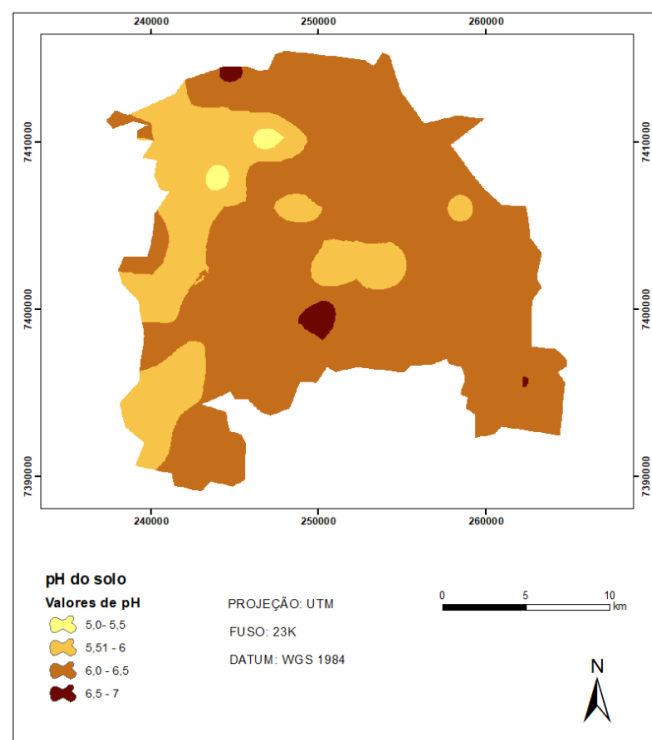 240000 250000 260000
7410000 7410000
7400000 7400000
7390000 7390000
240000 250000 260000
pH do solo
Valores de pH
5,0- 5,5
5,51 - 6
6,0 - 6,5
6,5 - 7
PROJEÇÃO: UTM
FUSO: 23K
DATUM: WGS 1984
0 5 10
km
N